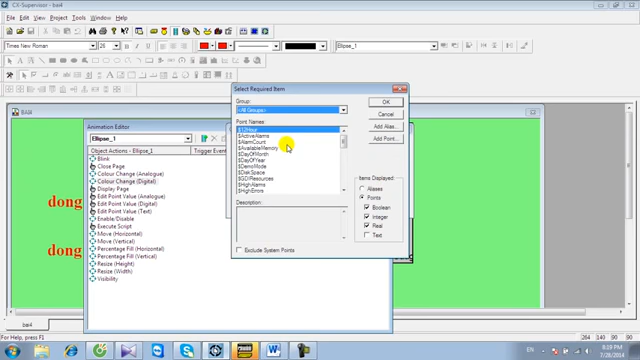 CX-Supervisor - bai4
File Edit View Project Tools Window Help
Times New Roman 26 Ellipse_1
BAI4
dong
dong
Animation Editor
Ellipse_1
Object Actions : Ellipse_1 Trigger Event
Blink
Close Page
Colour Change (Analogue)
Colour Change (Digital)
Display Page
Edit Point Value (Analogue)
Edit Point Value (Digital)
Edit Point Value (Text)
Enable/Disable
Execute Script
Move (Horizontal)
Move (Vertical)
Percentage Fill (Horizontal)
Percentage Fill (Vertical)
Resize (Height)
Resize (Width)
Visibility
Select Required Item
Group:
<All Groups>
Point Names:
$12Hour
$ActiveAlarms
$AlarmCount
$AvailableMemory
$DayOfMonth
$DayOfYear
$DemoMode
$DiskSpace
$GDIResources
$HighAlarms
$HighErrors
Description:
Exclude System Points
OK
Cancel
Add Alias...
Add Point...
Items Displayed:
Aliases
Points
Boolean
Integer
Real
Text
bai4
For Help, press F1
264 90 90
EN
8:19 PM
7/28/2014